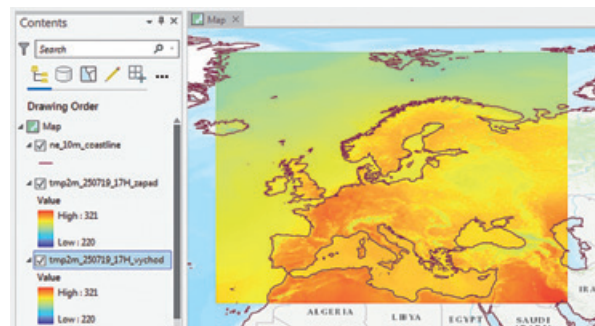 Contents
Search
Drawing Order
Map
ne_10m_coastline
tmp2m_250719_17H_zapad
Value
High : 321
Low : 220
tmp2m_250719_17H_vychod
Value
High : 321
Low : 220
Map
ALGERIA
LIBYA
EGYPT
SAUDI
IRA